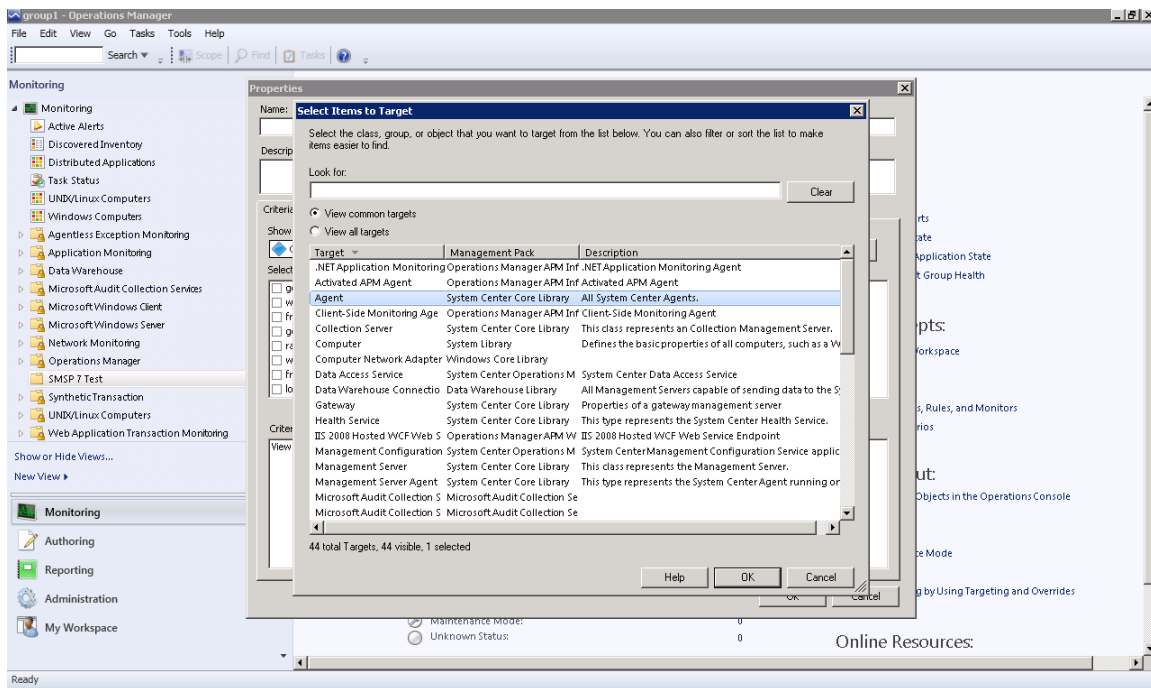 group1 - Operations Manager
File Edit View Go Tasks Tools Help
Search Scope Find Tasks
Monitoring
Monitoring
Active Alerts
Discovered Inventory
Distributed Applications
Task Status
UNIX/Linux Computers
Windows Computers
Agentless Exception Monitoring
Application Monitoring
Data Warehouse
Microsoft Audit Collection Services
Microsoft Windows Client
Microsoft Windows Server
Network Monitoring
Operations Manager
SMSP 7 Test
Synthetic Transaction
UNIX/Linux Computers
Web Application Transaction Monitoring
Show or Hide Views...
New View
Monitoring
Authoring
Reporting
Administration
My Workspace
Ready
Properties
Name:
Descrip
Criteria
Show
Select
Criter
View
OK Cancel
Select Items to Target
Select the class, group, or object that you want to target from the list below. You can also filter or sort the list to make
items easier to find.
Look for:
Clear
View common targets
View all targets
Target Management Pack Description
.NET Application Monitoring Operations Manager APM Inf .NET Application Monitoring Agent
Activated APM Agent Operations Manager APM Inf Activated APM Agent
Agent System Center Core Library All System Center Agents.
Client-Side Monitoring Age Operations Manager APM Inf Client-Side Monitoring Agent
Collection Server System Center Core Library This class represents an Collection Management Server.
Computer System Library Defines the basic properties of all computers, such as a W
Computer Network Adapter Windows Core Library
Data Access Service System Center Operations M System Center Data Access Service
Data Warehouse Connectio Data Warehouse Library All Management Servers capable of sending data to the Sy
Gateway System Center Core Library Properties of a gateway management server
Health Service System Center Core Library This type represents the System Center Health Service.
IIS 2008 Hosted WCF Web S Operations Manager APM W IIS 2008 Hosted WCF Web Service Endpoint
Management Configuration System Center Operations M System Center Management Configuration Service applic
Management Server System Center Core Library This class represents the Management Server.
Management Server Agent System Center Core Library This type represents the System Center Agent running or
Microsoft Audit Collection S Microsoft Audit Collection Se
Microsoft Audit Collection S Microsoft Audit Collection Se
44 total Targets, 44 visible, 1 selected
Help OK Cancel
Maintenance Mode: 0
Unknown Status: 0
rts
tate
Application State
t Group Health
pts:
Workspace
s, Rules, and Monitors
rios
ut:
Objects in the Operations Console
ce Mode
g by Using Targeting and Overrides
Online Resources: